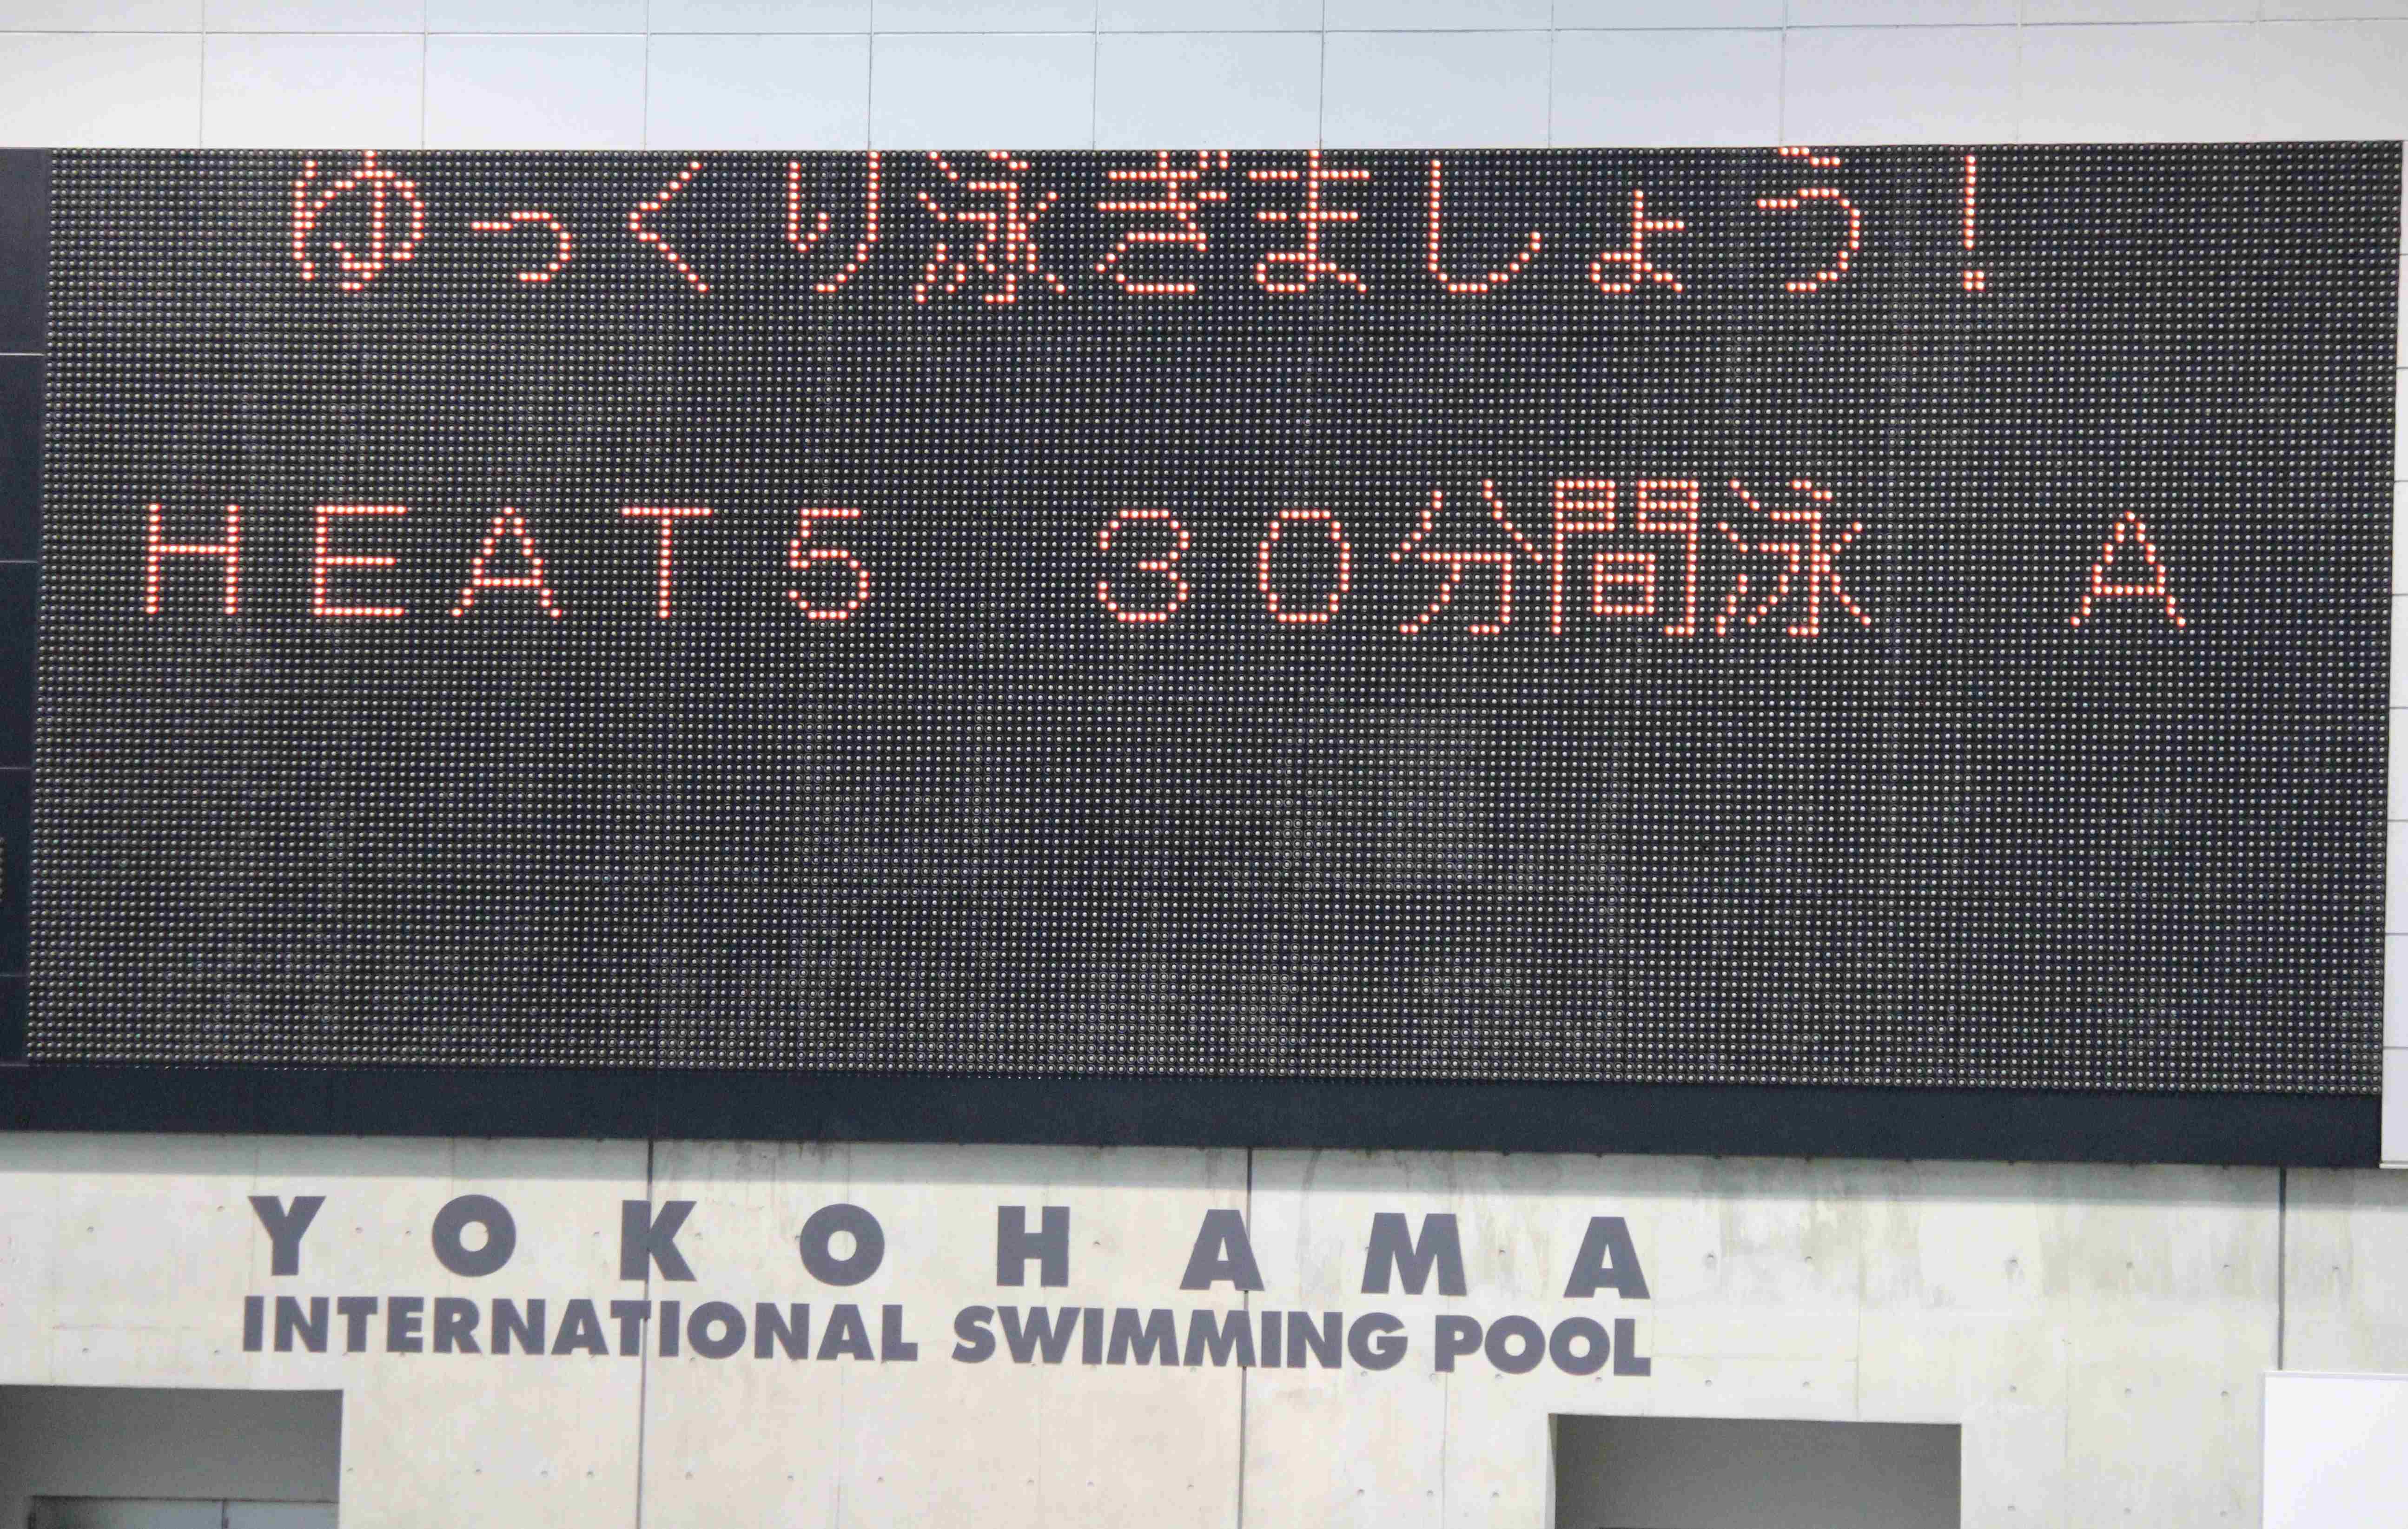 ゆっくり泳ぎましょう!
HEAT5 30分間泳 A
YOKOHAMA
INTERNATIONAL SWIMMING POOL